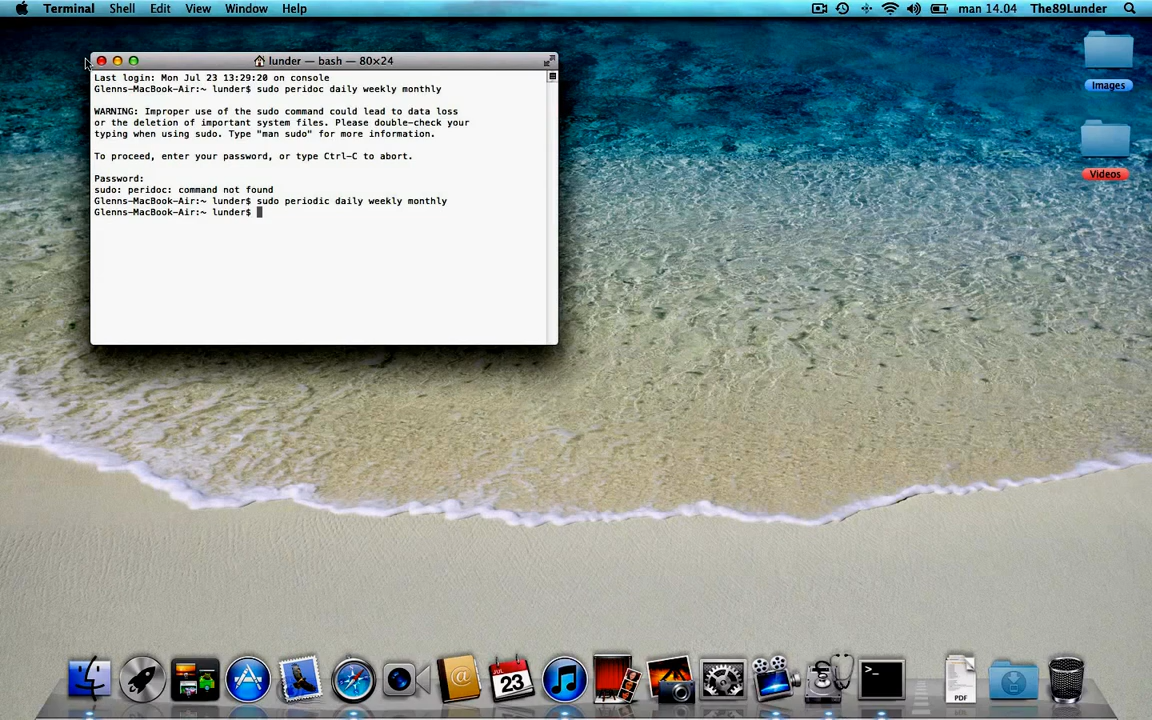 Terminal Shell Edit View Window Help man 14.04 The89Lunder
lunder — bash — 80×24
Last login: Mon Jul 23 13:29:20 on console
Glenns-MacBook-Air:~ lunder$ sudo peridoc daily weekly monthly
WARNING: Improper use of the sudo command could lead to data loss
or the deletion of important system files. Please double-check your
typing when using sudo. Type "man sudo" for more information.
To proceed, enter your password, or type Ctrl-C to abort.
Password:
sudo: peridoc: command not found
Glenns-MacBook-Air:~ lunder$ sudo periodic daily weekly monthly
Glenns-MacBook-Air:~ lunder$
Images
Videos
JUL
23
>_
PDF